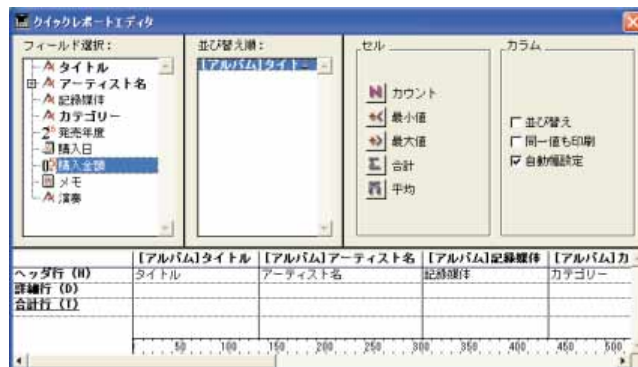 クイックレポートエディタ
フィールド選択：
タイトル
アーティスト名
記録媒体
カテゴリー
発売年度
購入日
購入金額
メモ
演奏
並び替え順：
[アルバム]タイトル
セル
カウント
最小値
最大値
合計
平均
カラム
並び替え
同一値も印刷
自動幅設定
[アルバム]タイトル [アルバム]アーティスト名 [アルバム]記録媒体 [アルバム]カ
ヘッダ行 (H) タイトル アーティスト名 記録媒体 カテゴリー
詳細行 (D)
合計行 (T)
50 100 150 200 250 300 350 400 450 500